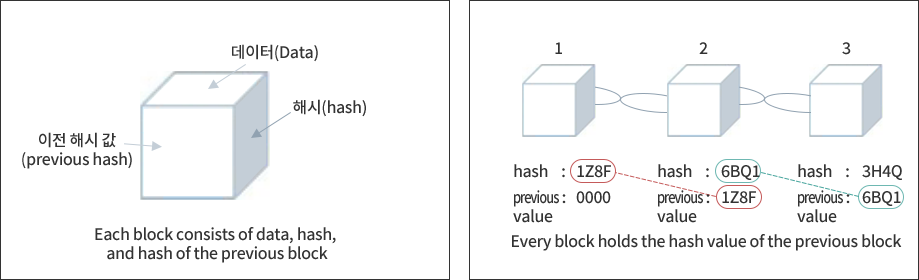 데이터(Data)
해시(hash)
이전 해시 값
(previous hash)
Each block consists of data, hash,
and hash of the previous block
1 2 3
hash : 1Z8F hash : 6BQ1 hash : 3H4Q
previous : 0000 previous : 1Z8F previous : 6BQ1
value value value
Every block holds the hash value of the previous block